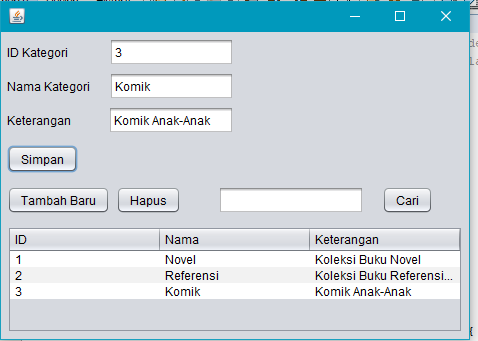 ID Kategori 3
Nama Kategori Komik
Keterangan Komik Anak-Anak
Simpan
Tambah Baru Hapus Cari
ID Nama Keterangan
1 Novel Koleksi Buku Novel
2 Referensi Koleksi Buku Referensi...
3 Komik Komik Anak-Anak